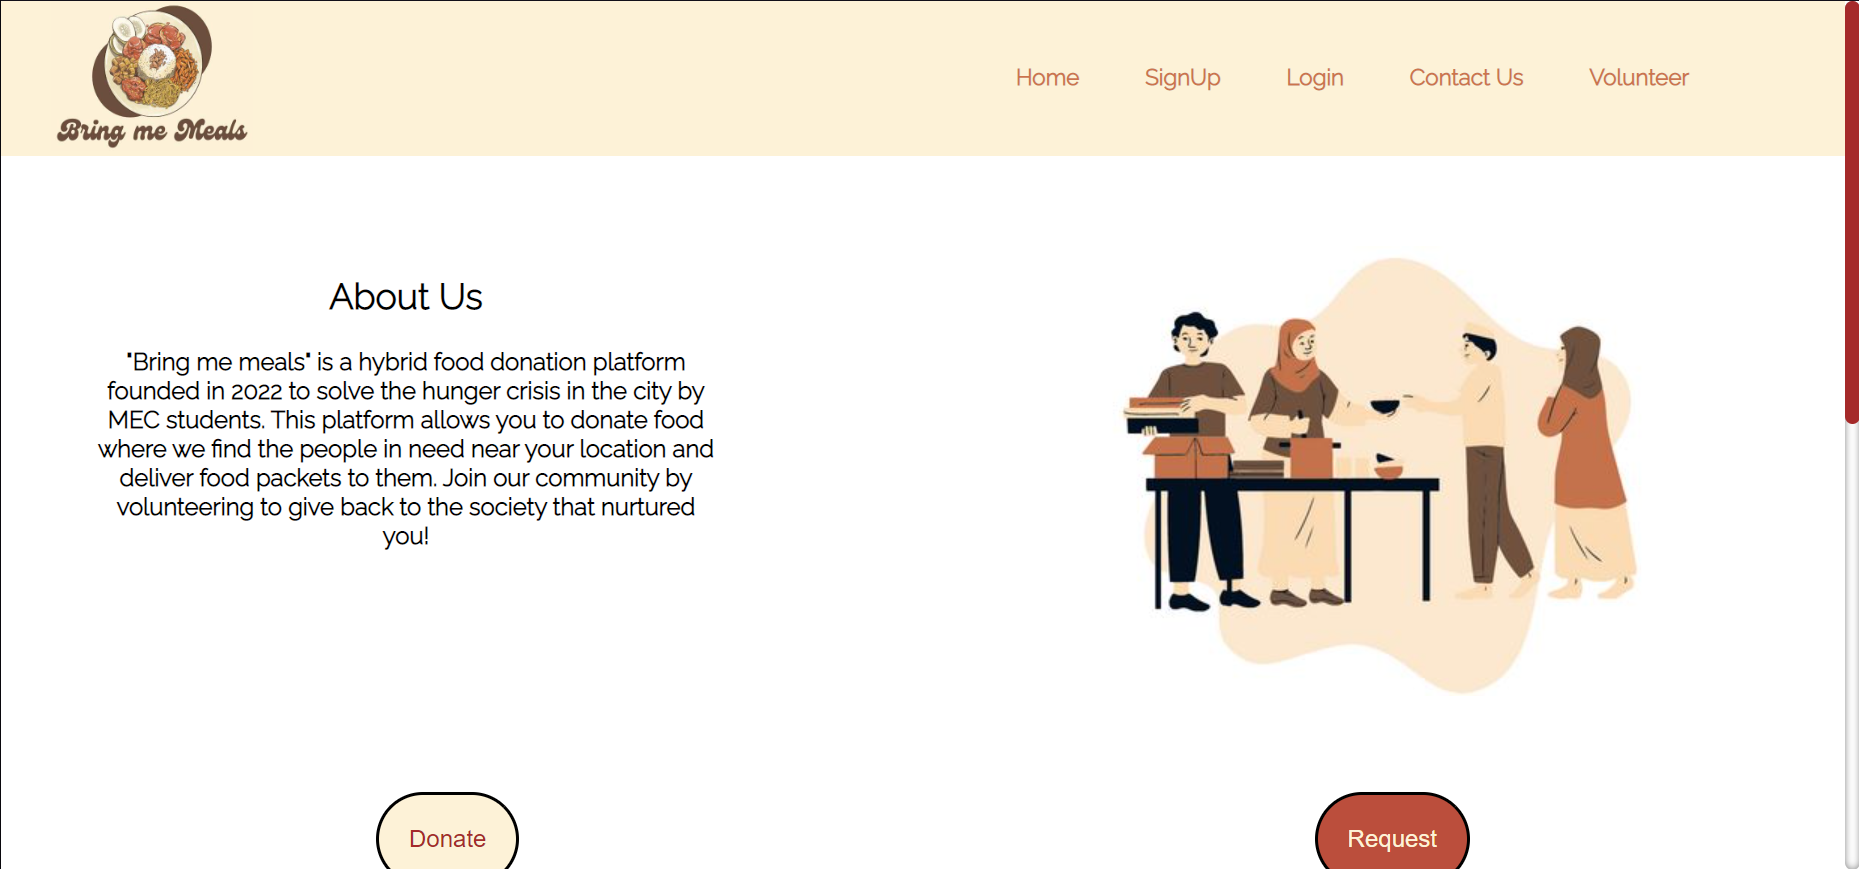 Bring me Meals
Home SignUp Login Contact Us Volunteer
About Us
"Bring me meals" is a hybrid food donation platform
founded in 2022 to solve the hunger crisis in the city by
MEC students. This platform allows you to donate food
where we find the people in need near your location and
deliver food packets to them. Join our community by
volunteering to give back to the society that nurtured
you!
Donate
Request